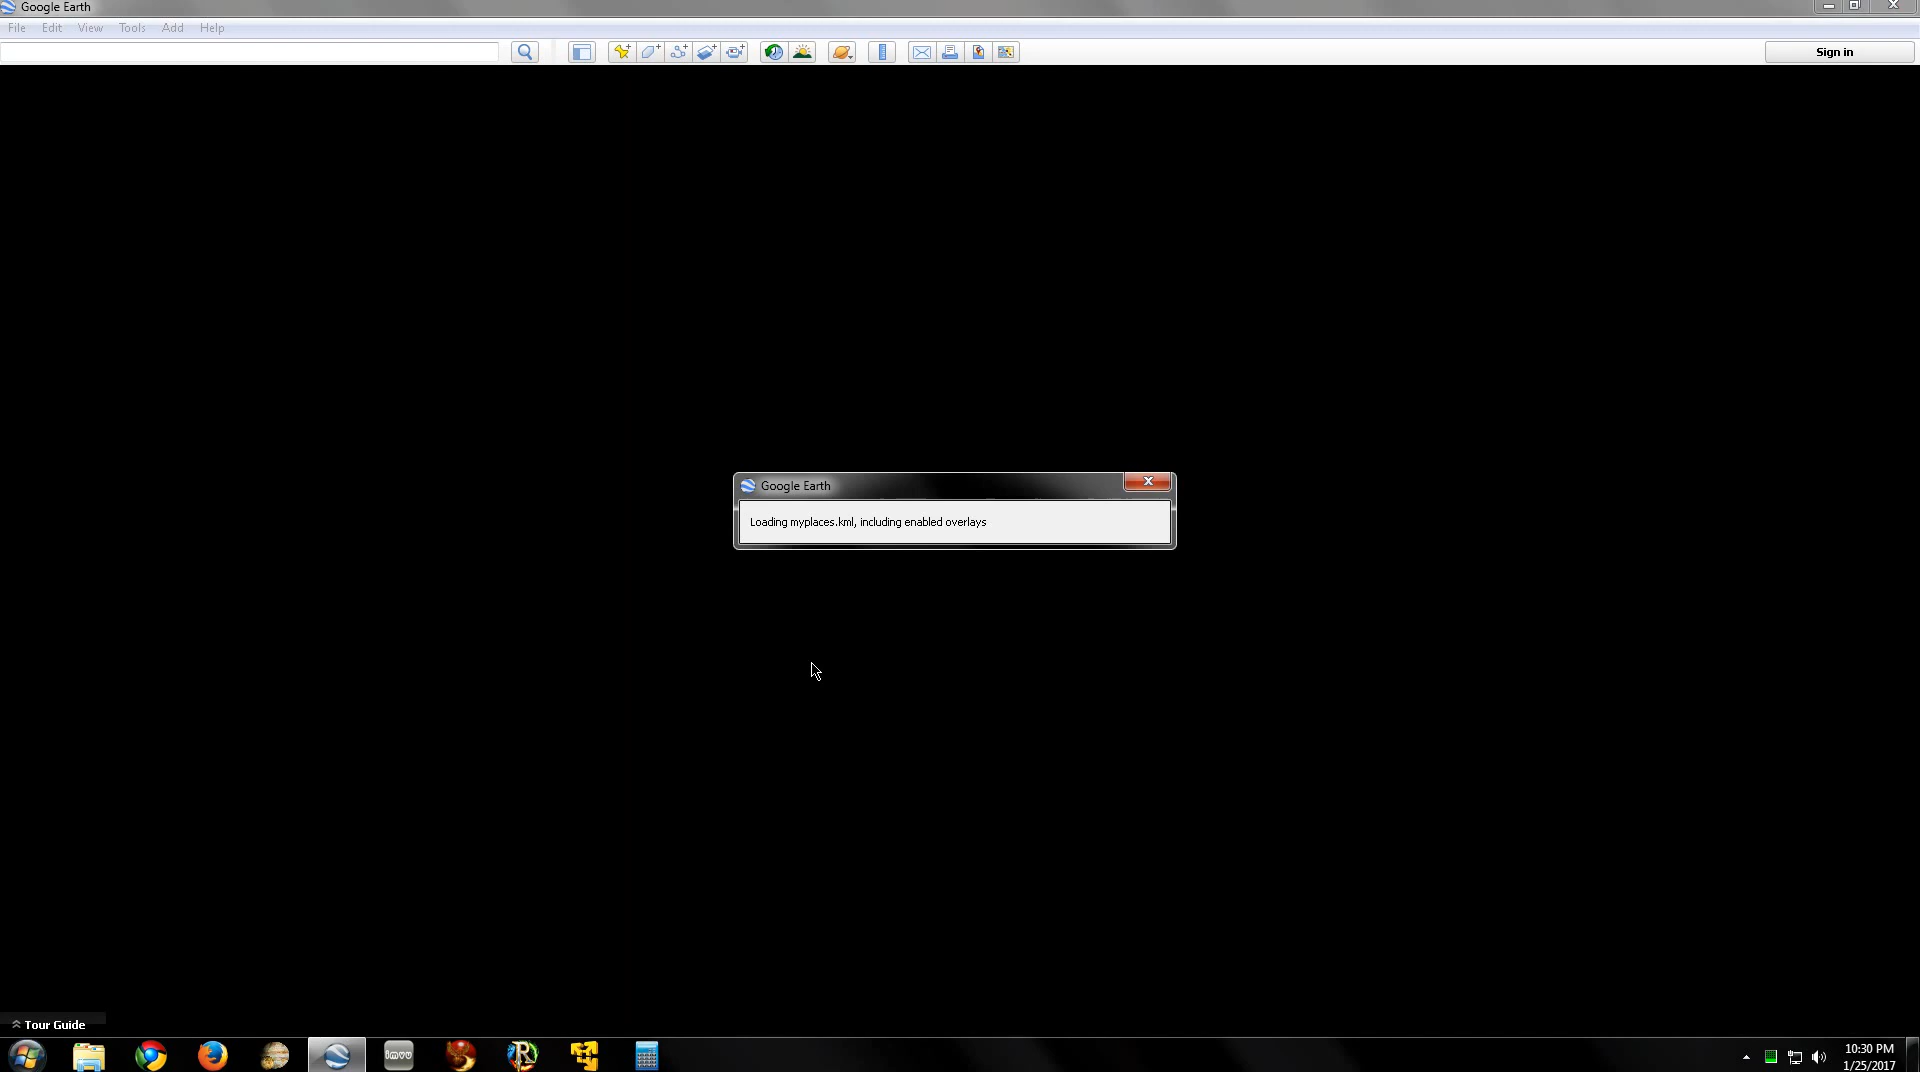 Google Earth
File Edit View Tools Add Help
Sign in
Google Earth
Loading myplaces.kml, including enabled overlays
Tour Guide
imvu
10:30 PM
1/25/2017